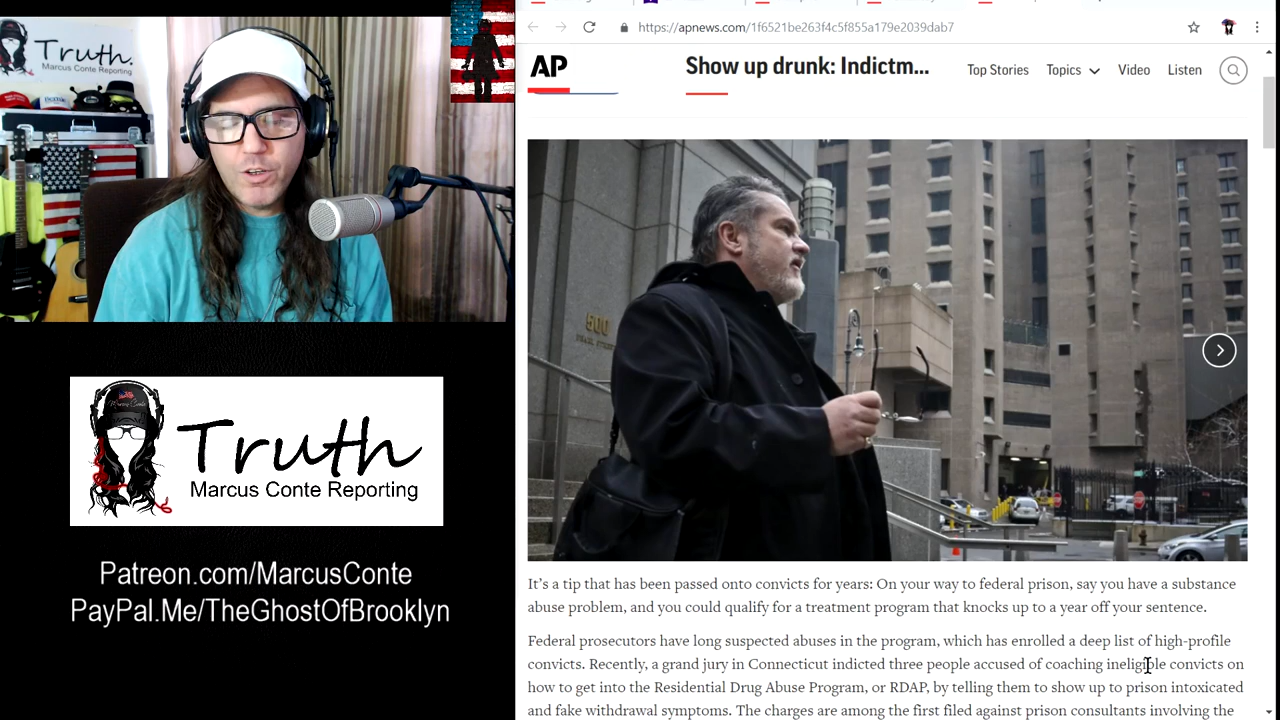 Truth.
Marcus Conte Reporting
https://apnews.com/1f6521be263f4c5f855a179e2039dab7
AP
Show up drunk: Indictm...
Top Stories
Topics
Video
Listen
500
Truth
Marcus Conte Reporting
Patreon.com/MarcusConte
PayPal.Me/TheGhostOfBrooklyn
It's a tip that has been passed onto convicts for years: On your way to federal prison, say you have a substance
abuse problem, and you could qualify for a treatment program that knocks up to a year off your sentence.
Federal prosecutors have long suspected abuses in the program, which has enrolled a deep list of high-profile
convicts. Recently, a grand jury in Connecticut indicted three people accused of coaching ineligible convicts on
how to get into the Residential Drug Abuse Program, or RDAP, by telling them to show up to prison intoxicated
and fake withdrawal symptoms. The charges are among the first filed against prison consultants involving the